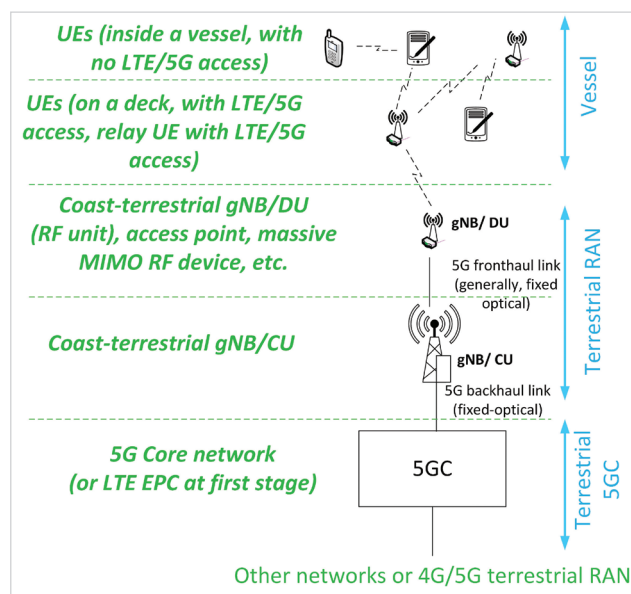 UEs (inside a vessel, with
no LTE/5G access)
UEs (on a deck, with LTE/5G
access, relay UE with LTE/5G
access)
Vessel
Coast-terrestrial gNB/DU
(RF unit), access point, massive
MIMO RF device, etc.
gNB/ DU
5G fronthaul link
(generally, fixed
optical)
Terrestrial RAN
Coast-terrestrial gNB/CU
gNB/ CU
5G backhaul link
(fixed-optical)
5G Core network
(or LTE EPC at first stage)
5GC
Terrestrial
5GC
Other networks or 4G/5G terrestrial RAN